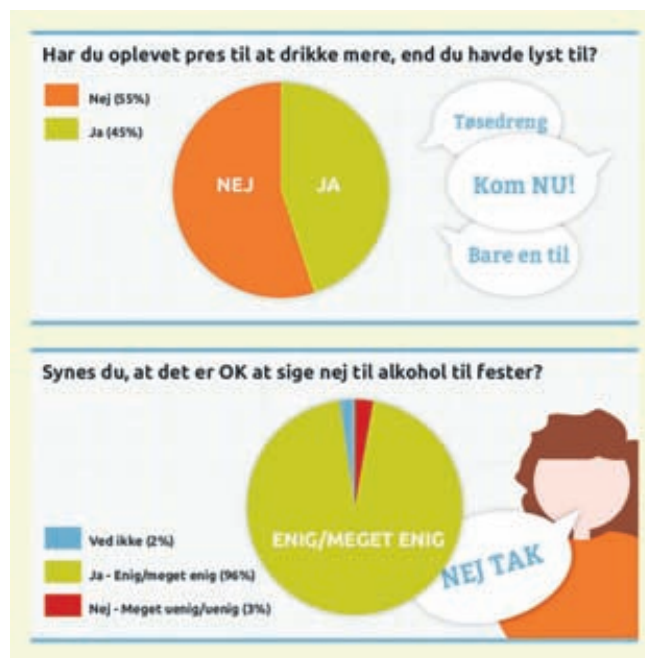 Har du oplevet pres til at drikke mere, end du havde lyst til?
Nej (55%)
Ja (45%)
NEJ
JA
Tøsedreng
Kom NU!
Bare en til
Synes du, at det er OK at sige nej til alkohol til fester?
Ved ikke (2%)
Ja - Enig/meget enig (96%)
Nej - Meget uenig/uenig (3%)
ENIG/MEGET ENIG
NEJ TAK